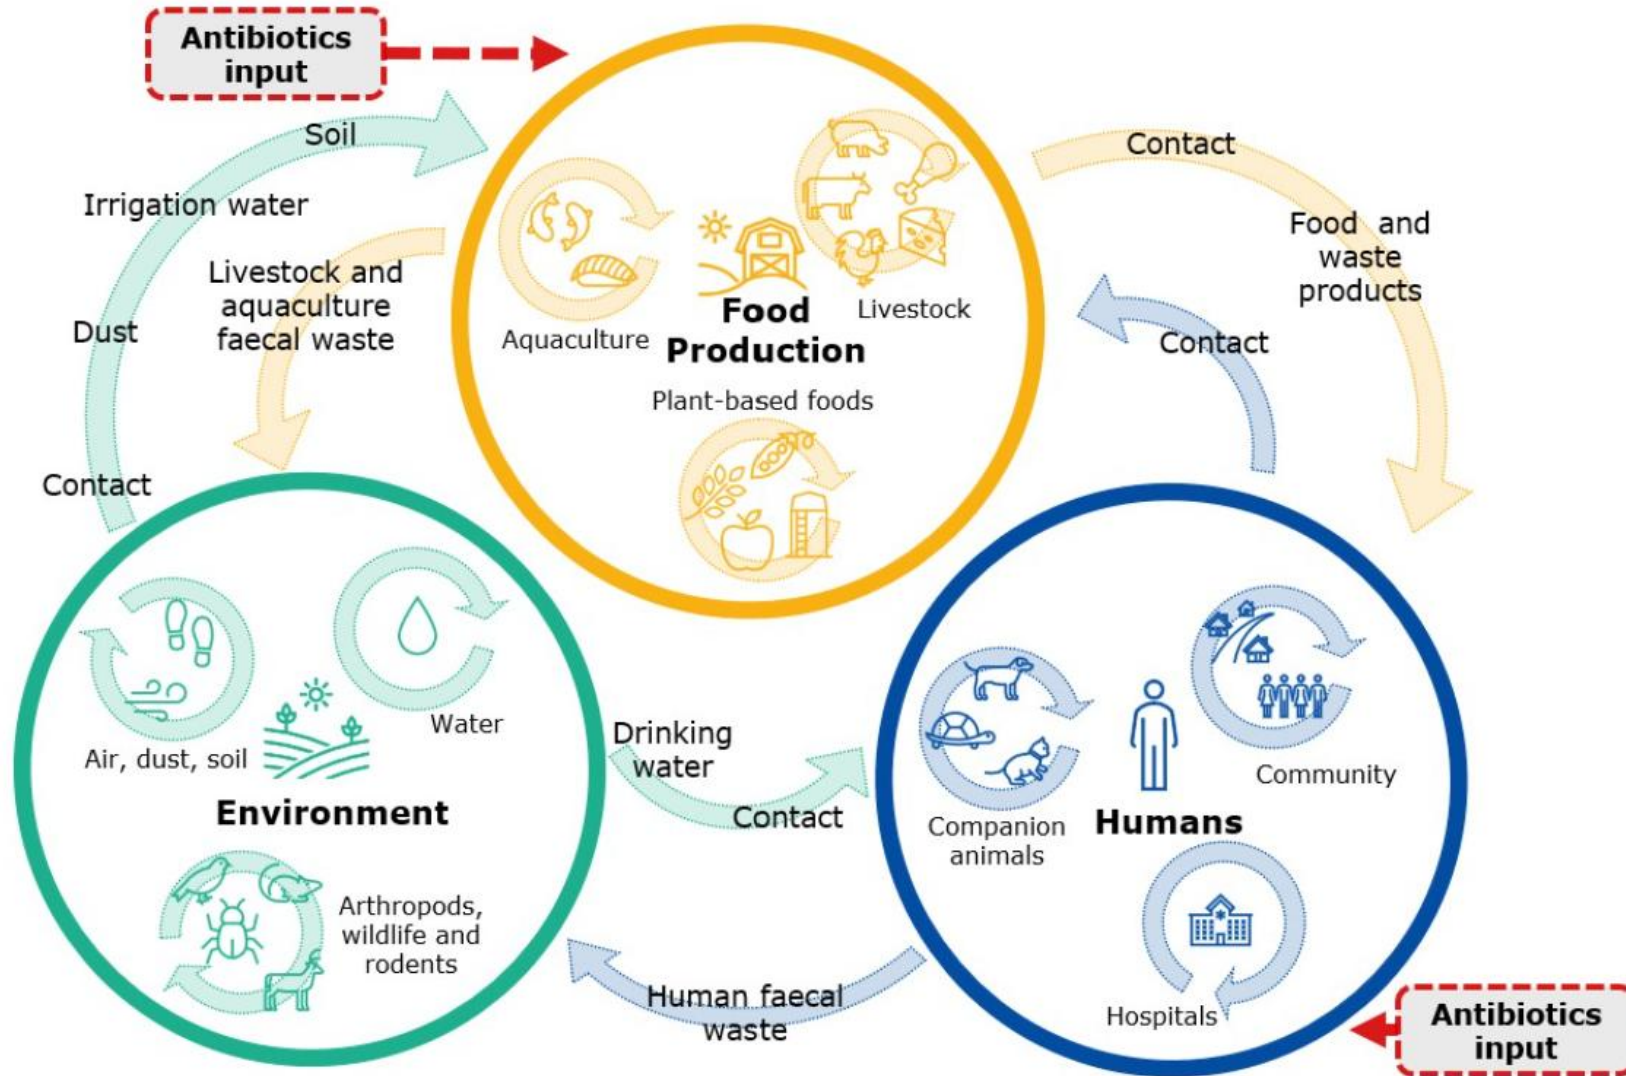 Antibiotics
input
Soil
Irrigation water
Livestock and
aquaculture
faecal waste
Dust
Contact
Aquaculture
Food
Production
Livestock
Plant-based foods
Contact
Food and
waste
products
Contact
Air, dust, soil
Water
Environment
Arthropods,
wildlife and
rodents
Drinking
water
Contact
Human faecal
waste
Companion
animals
Humans
Community
Hospitals
Antibiotics
input